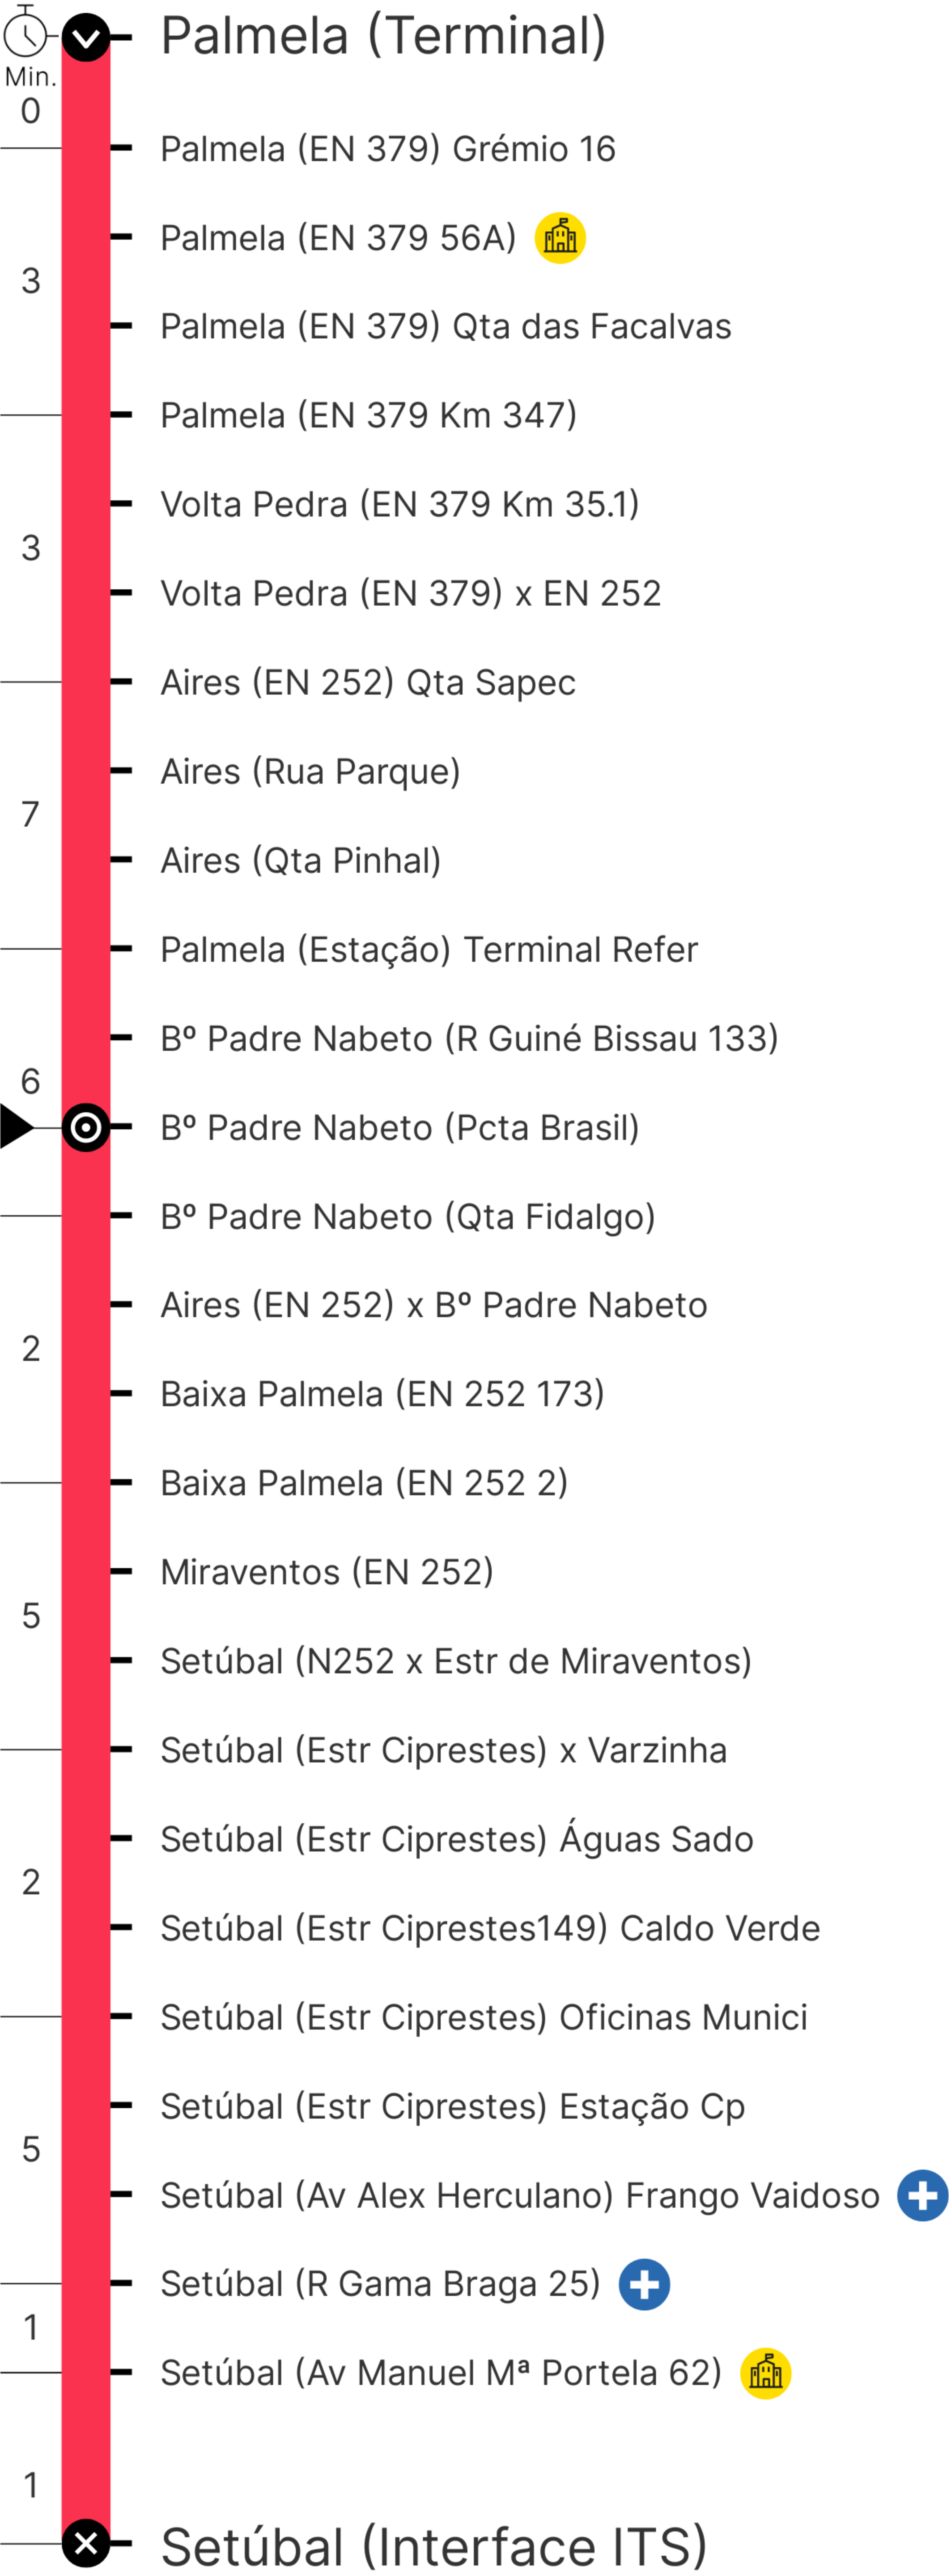 Palmela (Terminal)
Min.
0
Palmela (EN 379) Grémio 16
Palmela (EN 379 56A)
3
Palmela (EN 379) Qta das Facalvas
Palmela (EN 379 Km 347)
Volta Pedra (EN 379 Km 35.1)
3
Volta Pedra (EN 379) x EN 252
Aires (EN 252) Qta Sapec
Aires (Rua Parque)
7
Aires (Qta Pinhal)
Palmela (Estação) Terminal Refer
Bº Padre Nabeto (R Guiné Bissau 133)
6
Bº Padre Nabeto (Pcta Brasil)
Bº Padre Nabeto (Qta Fidalgo)
Aires (EN 252) x Bº Padre Nabeto
2
Baixa Palmela (EN 252 173)
Baixa Palmela (EN 252 2)
Miraventos (EN 252)
5
Setúbal (N252 x Estr de Miraventos)
Setúbal (Estr Ciprestes) x Varzinha
Setúbal (Estr Ciprestes) Águas Sado
2
Setúbal (Estr Ciprestes149) Caldo Verde
Setúbal (Estr Ciprestes) Oficinas Munici
Setúbal (Estr Ciprestes) Estação Cp
5
Setúbal (Av Alex Herculano) Frango Vaidoso
Setúbal (R Gama Braga 25)
1
Setúbal (Av Manuel Mª Portela 62)
1
Setúbal (Interface ITS)